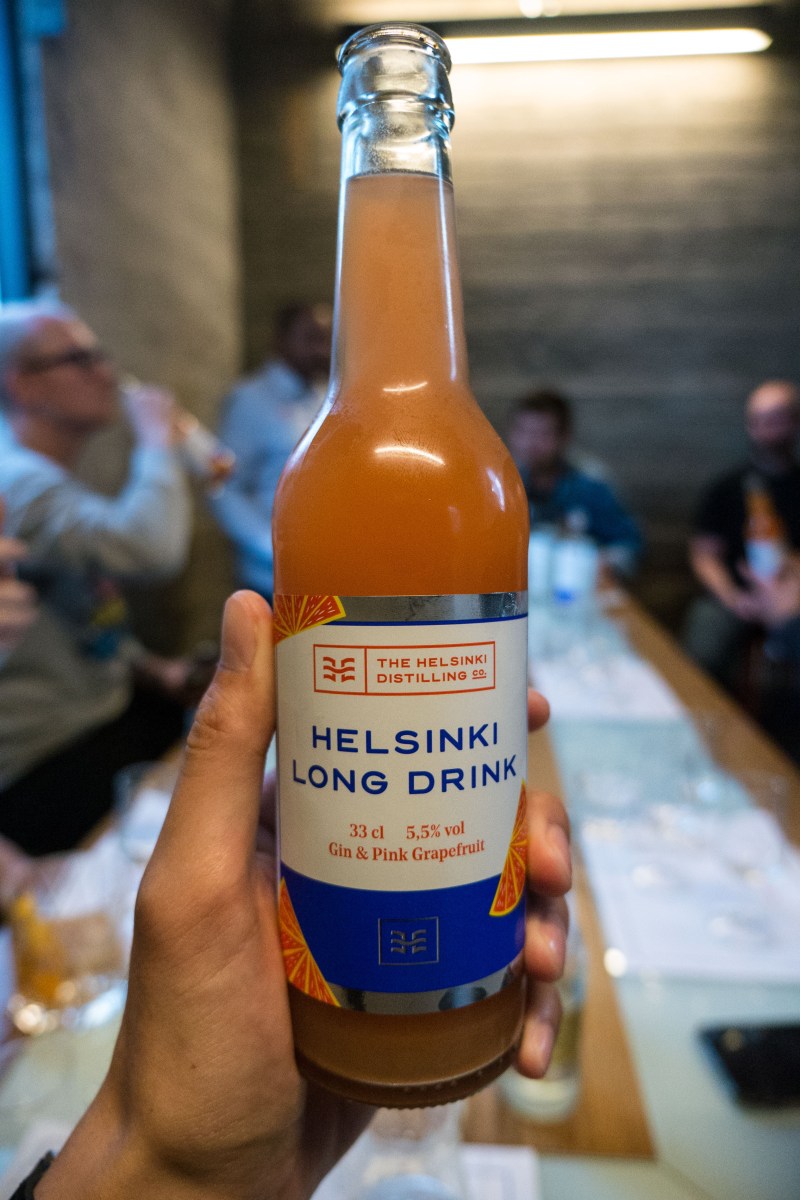 THE HELSINKI
DISTILLING CO.
HELSINKI
LONG DRINK
33 cl 5,5% vol
Gin & Pink Grapefruit